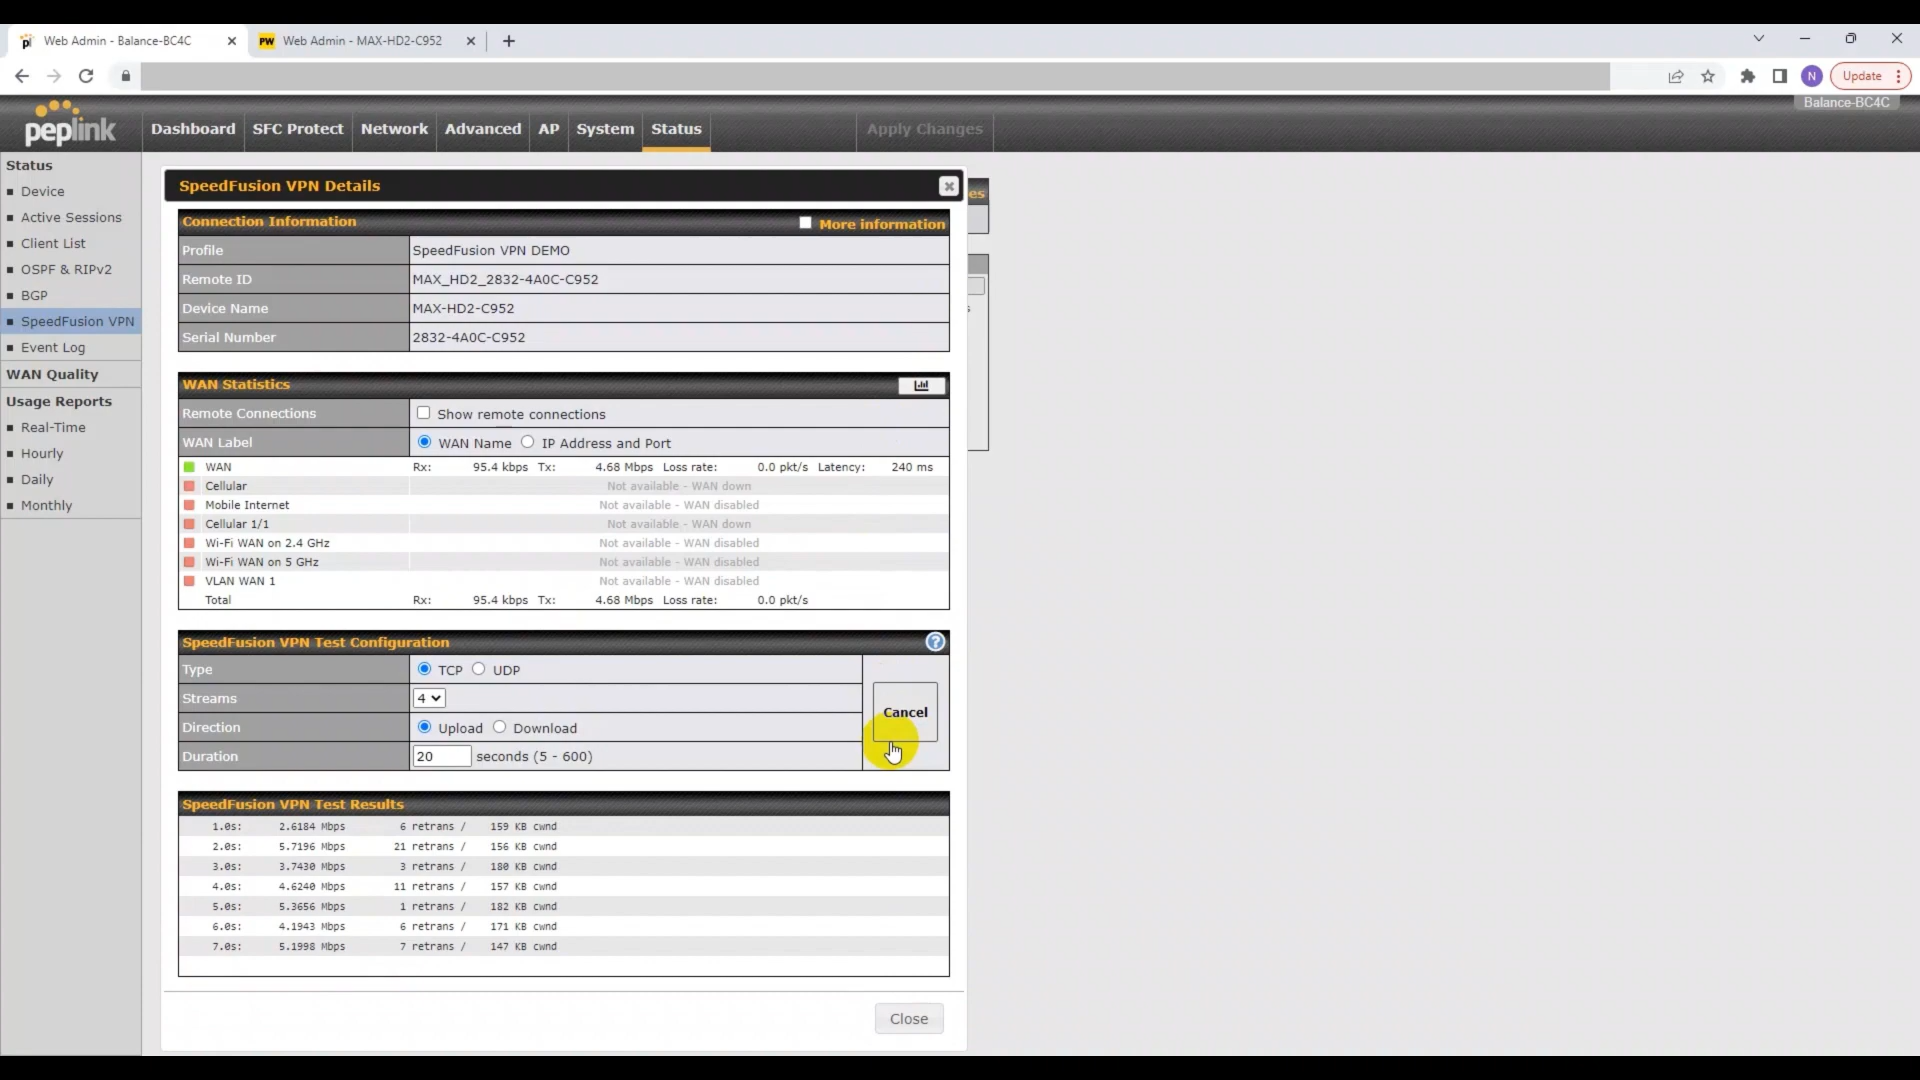 Web Admin - Balance-BC4C
PW Web Admin - MAX-HD2-C952
N Update
Balance-BC4C
peplink Dashboard SFC Protect Network Advanced AP System Status Apply Changes
Status
Device
Active Sessions
Client List
OSPF & RIPv2
BGP
SpeedFusion VPN
Event Log
WAN Quality
Usage Reports
Real-Time
Hourly
Daily
Monthly
SpeedFusion VPN Details
es
s
Connection Information More information
Profile SpeedFusion VPN DEMO
Remote ID MAX_HD2_2832-4A0C-C952
Device Name MAX-HD2-C952
Serial Number 2832-4A0C-C952
WAN Statistics
Remote Connections Show remote connections
WAN Label WAN Name IP Address and Port
WAN Rx: 95.4 kbps Tx: 4.68 Mbps Loss rate: 0.0 pkt/s Latency: 240 ms
Cellular Not available - WAN down
Mobile Internet Not available - WAN disabled
Cellular 1/1 Not available - WAN down
Wi-Fi WAN on 2.4 GHz Not available - WAN disabled
Wi-Fi WAN on 5 GHz Not available - WAN disabled
VLAN WAN 1 Not available - WAN disabled
Total Rx: 95.4 kbps Tx: 4.68 Mbps Loss rate: 0.0 pkt/s
SpeedFusion VPN Test Configuration ?
Type TCP UDP
Streams 4
Direction Upload Download
Duration 20 seconds (5 - 600)
Cancel
SpeedFusion VPN Test Results
1.0s: 2.6184 Mbps 6 retrans / 159 KB cwnd
2.0s: 5.7196 Mbps 21 retrans / 156 KB cwnd
3.0s: 3.7430 Mbps 3 retrans / 180 KB cwnd
4.0s: 4.6240 Mbps 11 retrans / 157 KB cwnd
5.0s: 5.3656 Mbps 1 retrans / 182 KB cwnd
6.0s: 4.1943 Mbps 6 retrans / 171 KB cwnd
7.0s: 5.1998 Mbps 7 retrans / 147 KB cwnd
Close